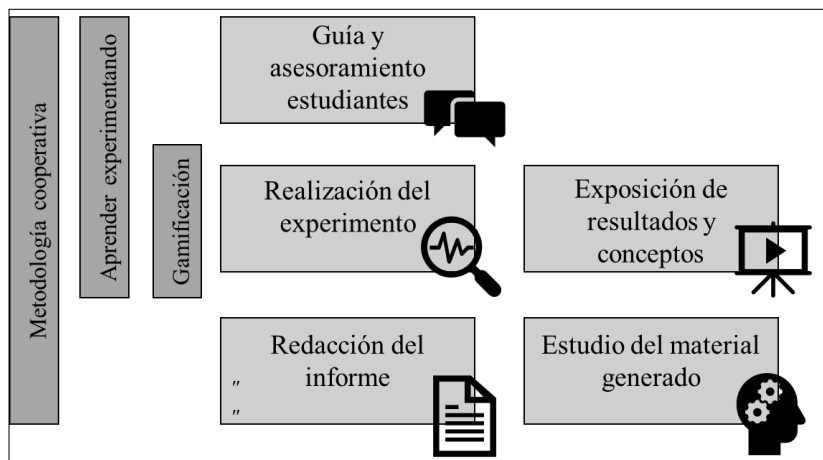 Metodología cooperativa
Aprender experimentando
Gamificación
Guía y
asesoramiento
estudiantes
Realización del
experimento
Exposición de
resultados y
conceptos
Redacción del
informe
"
"
Estudio del material
generado